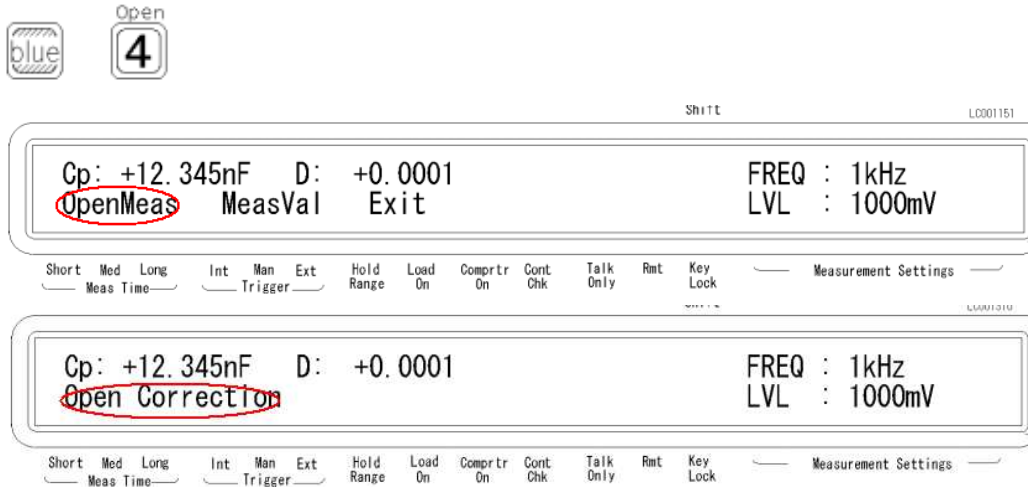 Open
blue 4
Shift LC001151
Cp: +12.345nF D: +0.0001 FREQ : 1kHz
OpenMeas MeasVal Exit LVL : 1000mV
Short Med Long Int Man Ext Hold Load Comprtr Cont Talk Rmt Key Measurement Settings
Meas Time Trigger Range On On Chk Only Lock
Cp: +12.345nF D: +0.0001 FREQ : 1kHz
Open Correction LVL : 1000mV
Short Med Long Int Man Ext Hold Load Comprtr Cont Talk Rmt Key Measurement Settings
Meas Time Trigger Range On On Chk Only Lock